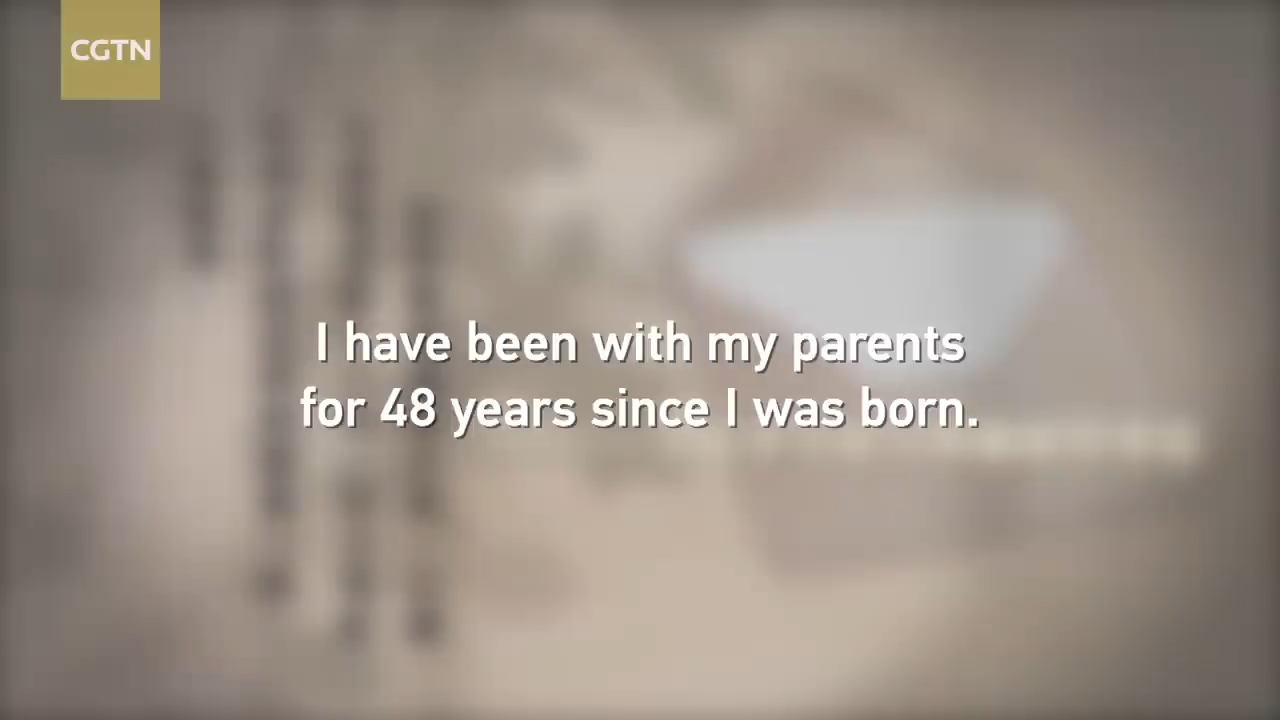 CGTN
I have been with my parents
for 48 years since I was born.